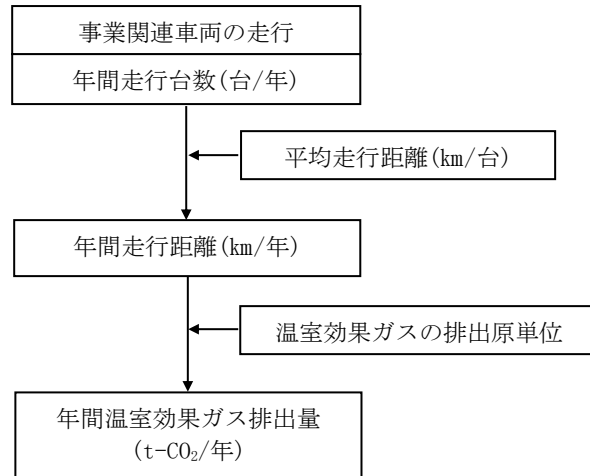 事業関連車両の走行
年間走行台数(台/年)
平均走行距離(km/台)
年間走行距離(km/年)
温室効果ガスの排出原単位
年間温室効果ガス排出量
(t-CO₂/年)